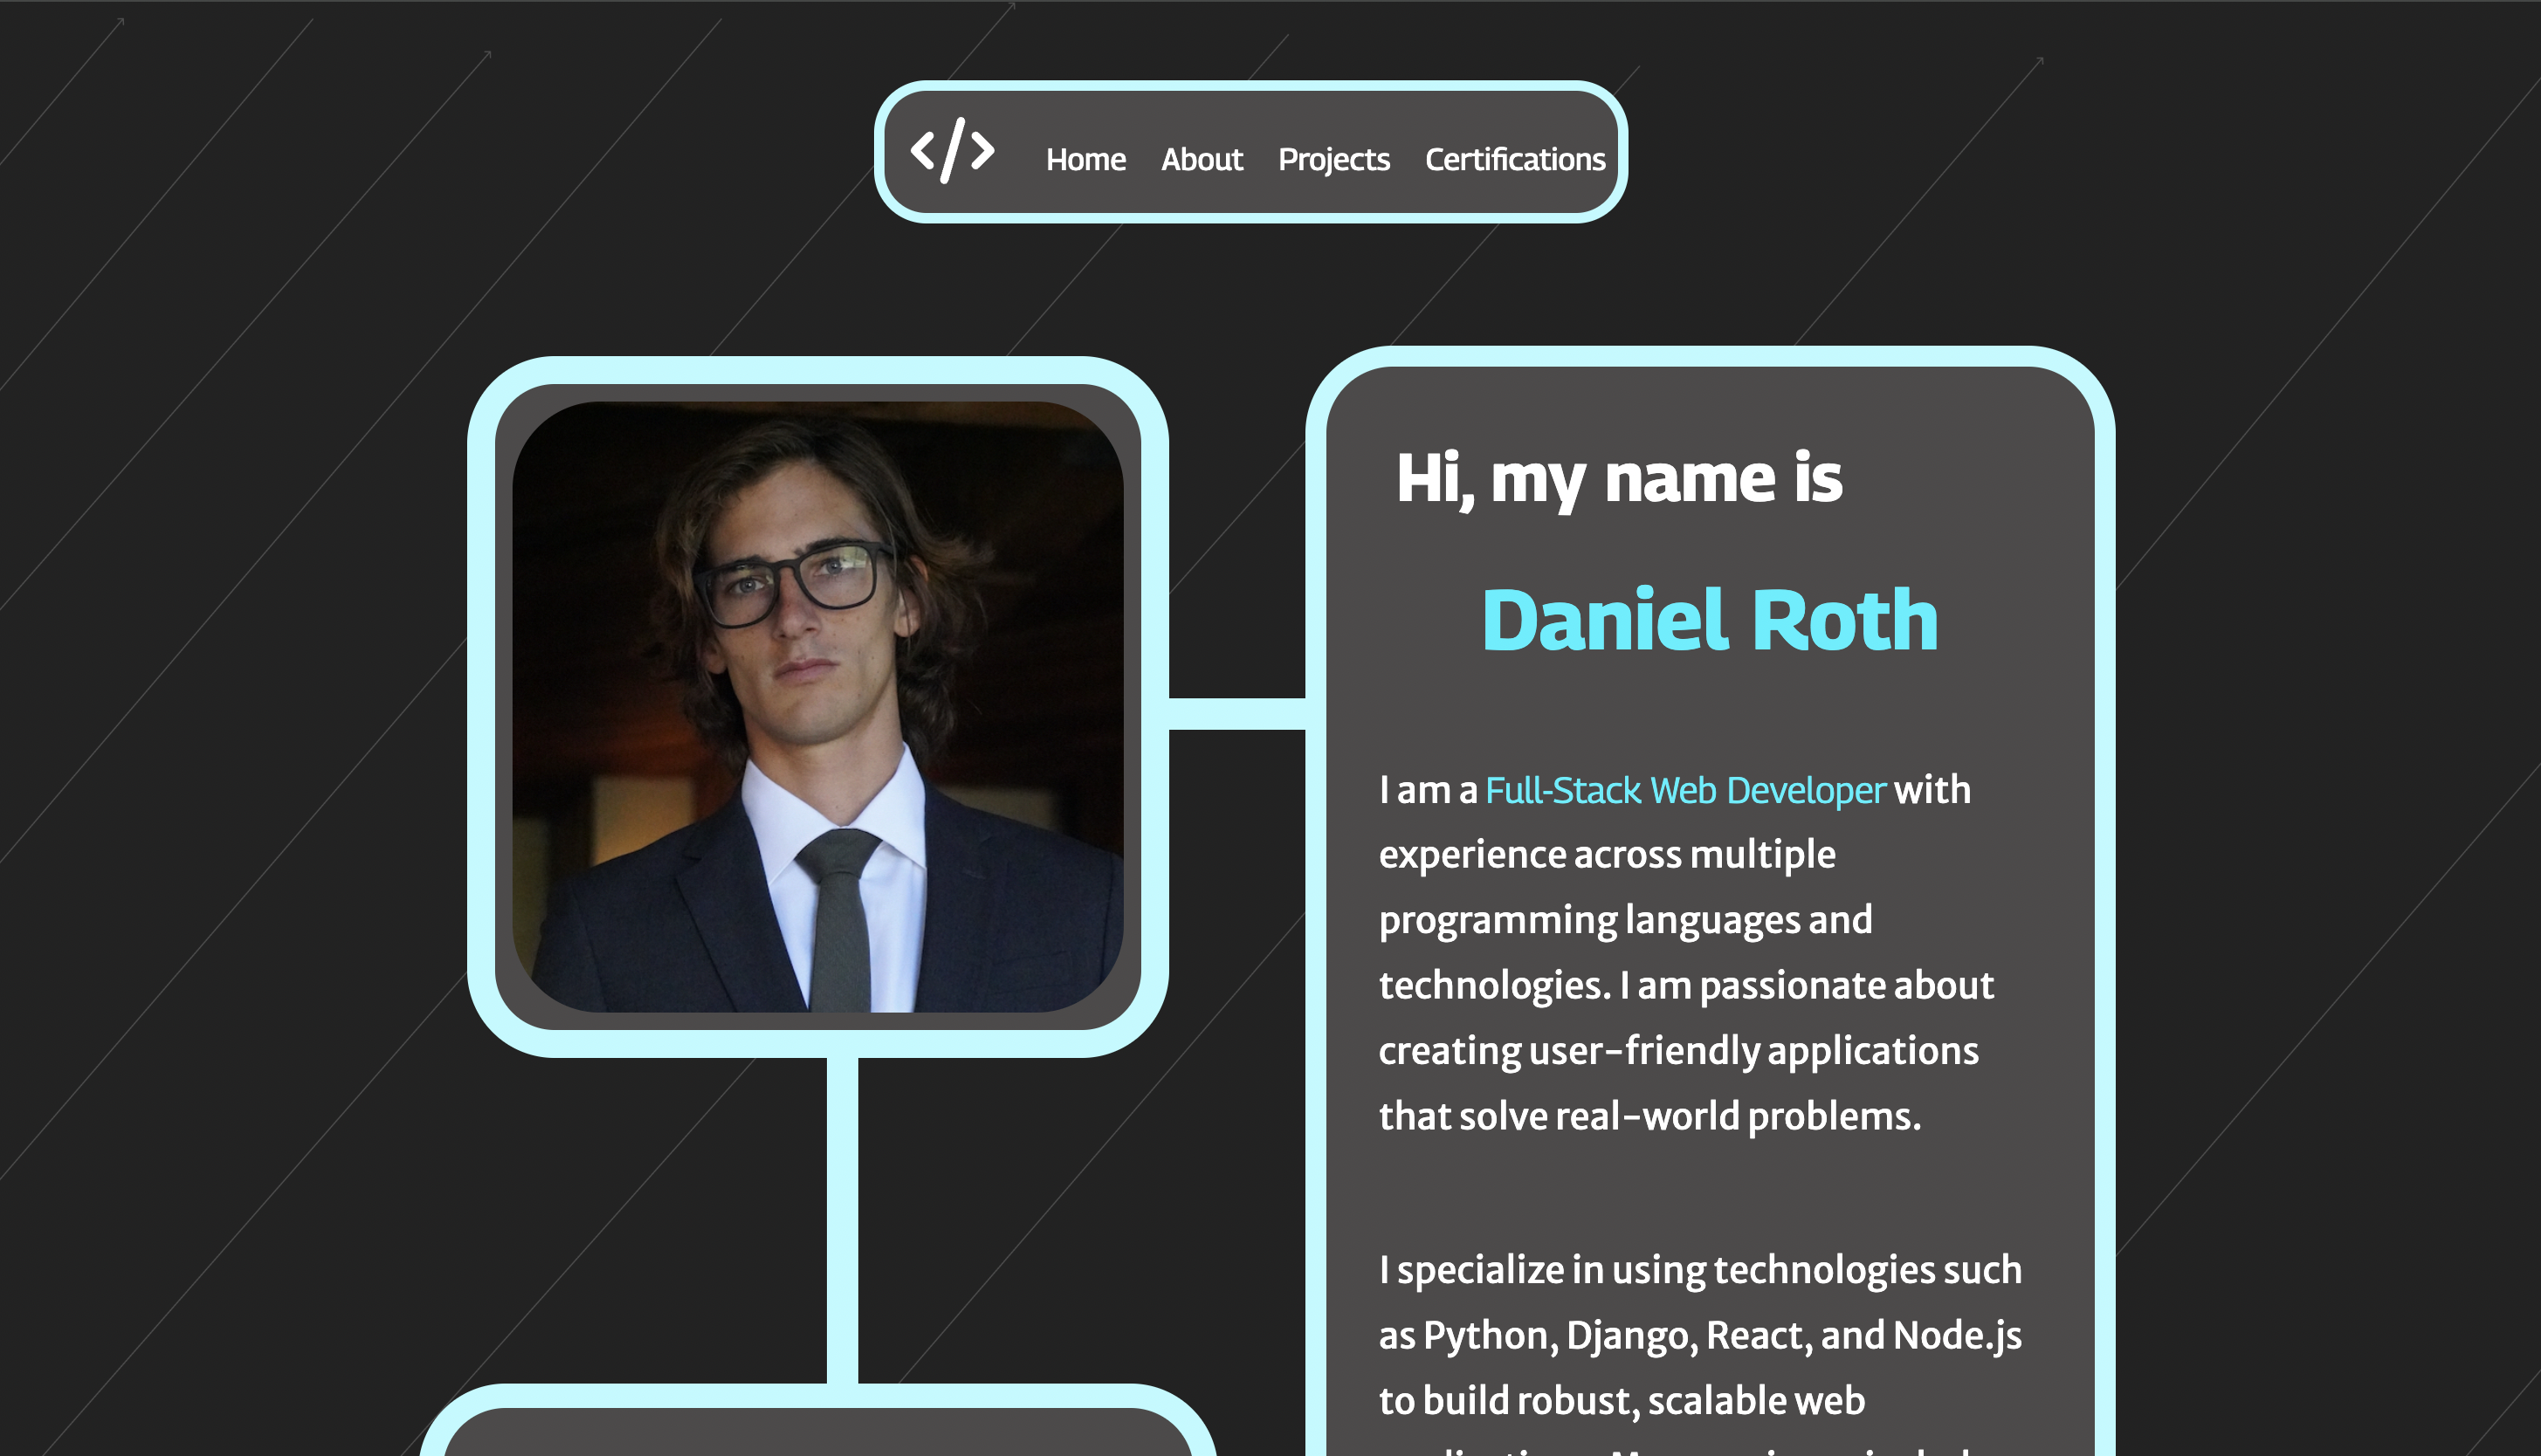 </> Home About Projects Certifications
Hi, my name is
Daniel Roth
I am a Full-Stack Web Developer with
experience across multiple
programming languages and
technologies. I am passionate about
creating user-friendly applications
that solve real-world problems.
I specialize in using technologies such
as Python, Django, React, and Node.js
to build robust, scalable web